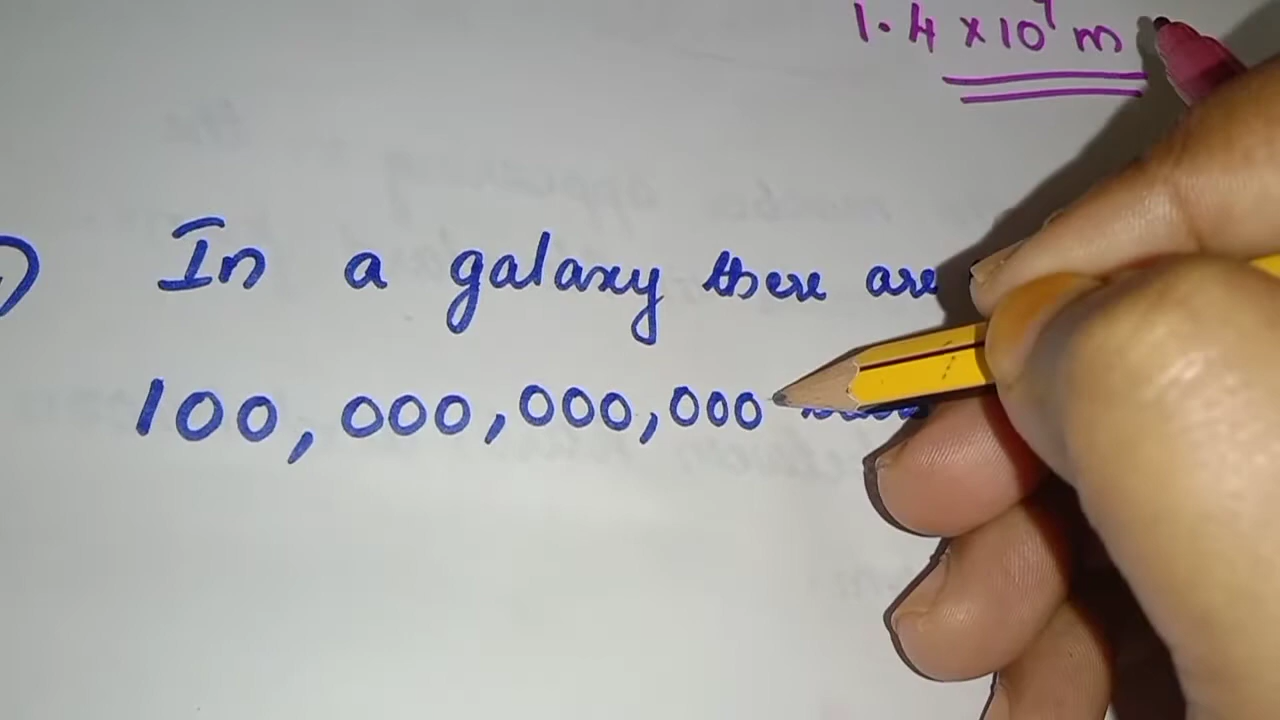 1.4 × 10⁷ m
In a galaxy there are
100,000,000,000